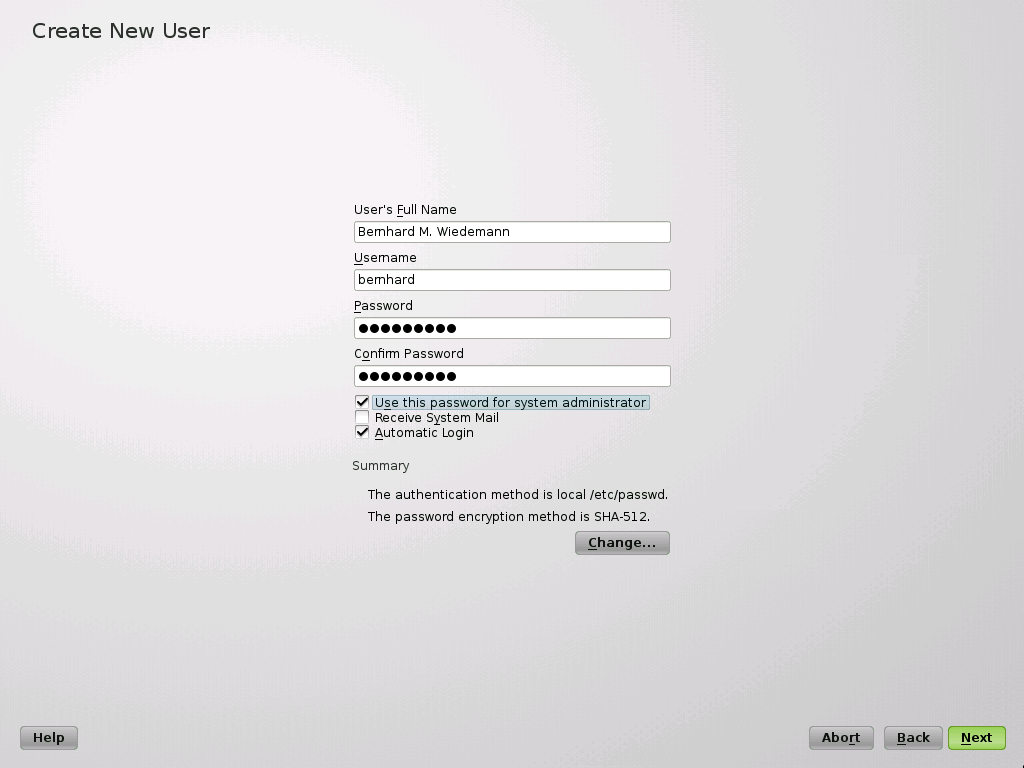 Create New User
User's Full Name
Bernhard M. Wiedemann
Username
bernhard
Password
●●●●●●●●●
Confirm Password
●●●●●●●●●
Use this password for system administrator
Receive System Mail
Automatic Login
Summary
The authentication method is local /etc/passwd.
The password encryption method is SHA-512.
Change...
Help Abort Back Next